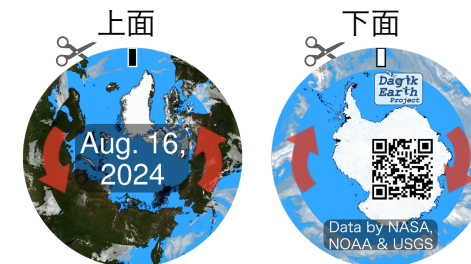 上面
下面
Aug. 16,
2024
Dagik
Earth
Project
Data by NASA,
NOAA & USGS